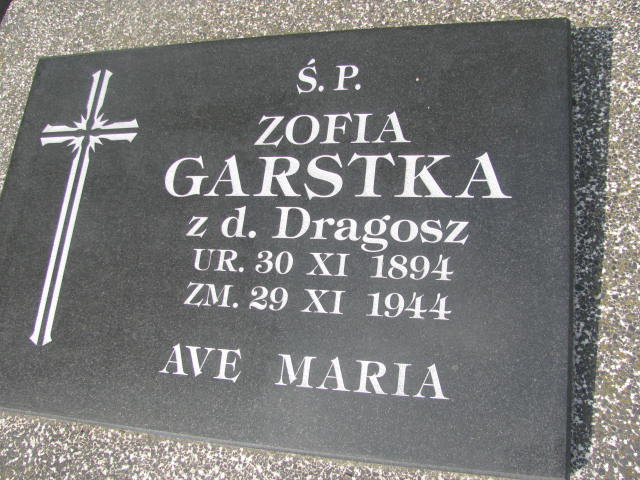 Ś. P.
ZOFIA
GARSTKA
z d. Dragosz
UR. 30 XI 1894
ZM. 29 XI 1944
AVE MARIA